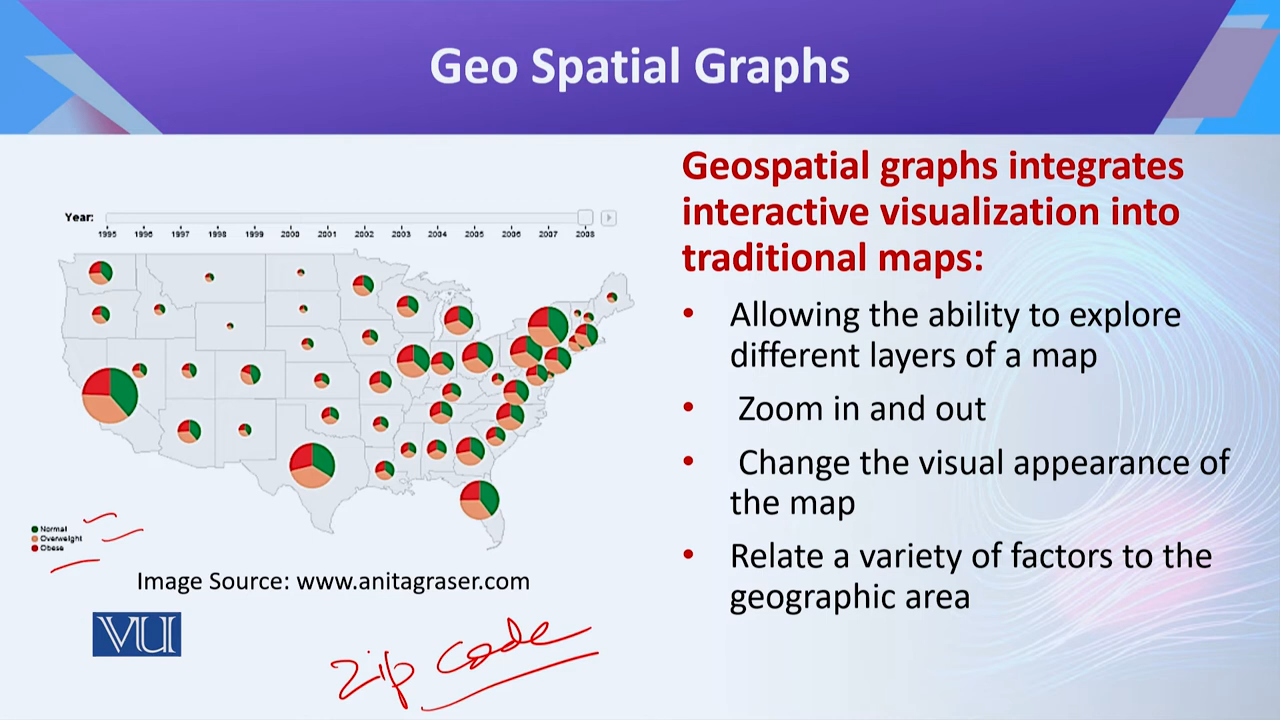 Geo Spatial Graphs
Year:
1995 1996 1997 1998 1999 2000 2001 2002 2003 2004 2005 2006 2007 2008
Normal
Overweight
Obese
Image Source: www.anitagraser.com
VU
Zip Code
Geospatial graphs integrates
interactive visualization into
traditional maps:
• Allowing the ability to explore
different layers of a map
• Zoom in and out
• Change the visual appearance of
the map
• Relate a variety of factors to the
geographic area